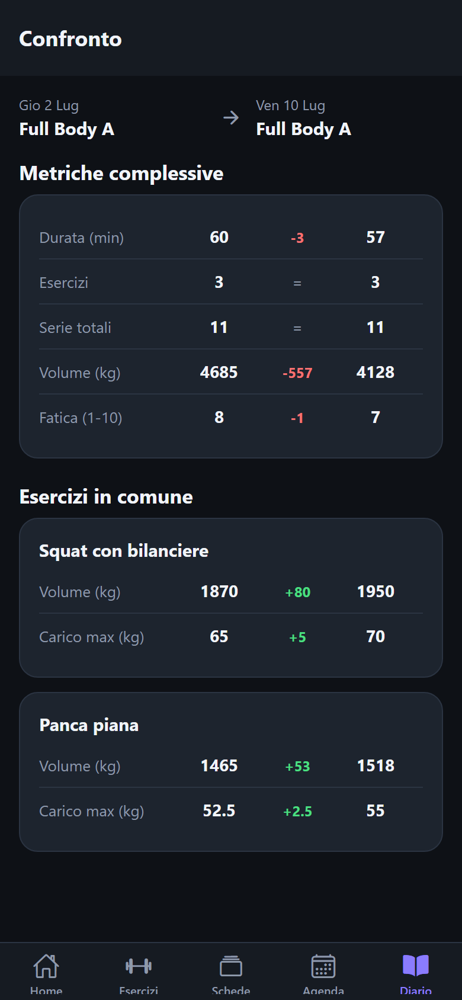 Confronto
Gio 2 Lug
Full Body A
→
Ven 10 Lug
Full Body A
Metriche complessive
Durata (min) 60 -3 57
Esercizi 3 = 3
Serie totali 11 = 11
Volume (kg) 4685 -557 4128
Fatica (1-10) 8 -1 7
Esercizi in comune
Squat con bilanciere
Volume (kg) 1870 +80 1950
Carico max (kg) 65 +5 70
Panca piana
Volume (kg) 1465 +53 1518
Carico max (kg) 52.5 +2.5 55
Home Esercizi Schede Agenda Diario